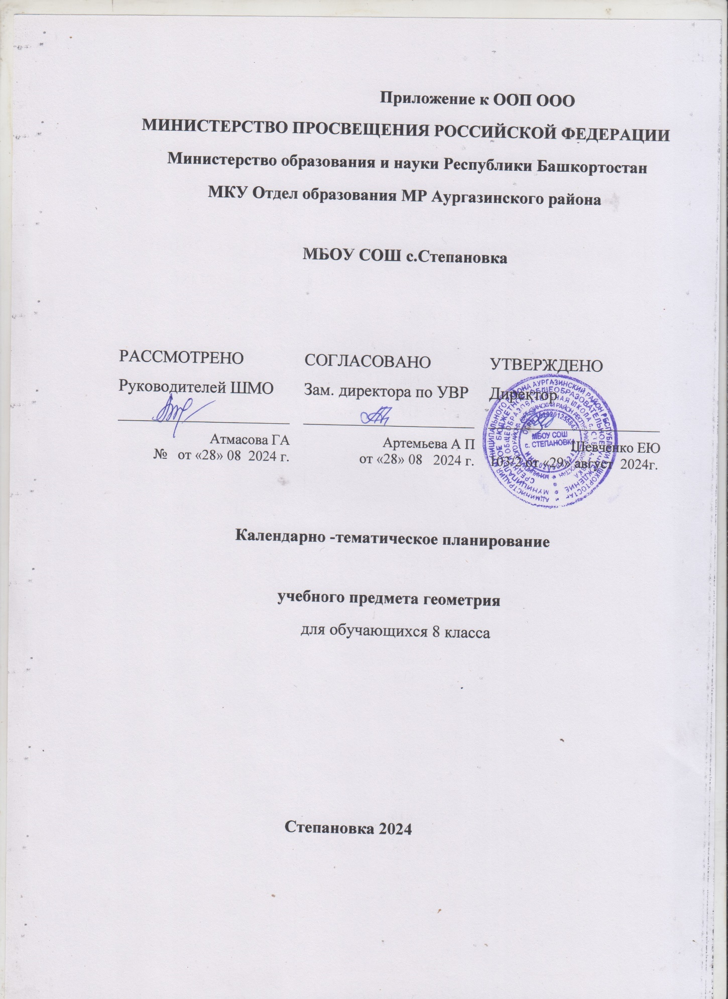 Приложение к ООП ООО
МИНИСТЕРСТВО ПРОСВЕЩЕНИЯ РОССИЙСКОЙ ФЕДЕРАЦИИ
Министерство образования и науки Республики Башкортостан
МКУ Отдел образования МР Аургазинского района
МБОУ СОШ с.Степановка
РАССМОТРЕНО
Руководителей ШМО
Атмасова ГА
№ от «28» 08 2024 г.
СОГЛАСОВАНО
Зам. директора по УВР
Артемьева А П
от «28» 08 2024 г.
УТВЕРЖДЕНО
Директор
Шевченко ЕЮ
103/2 от «29» август 2024г.
МБОУ СОШ
с. СТЕПАНОВКА
Календарно -тематическое планирование
учебного предмета геометрия
для обучающихся 8 класса
Степановка 2024